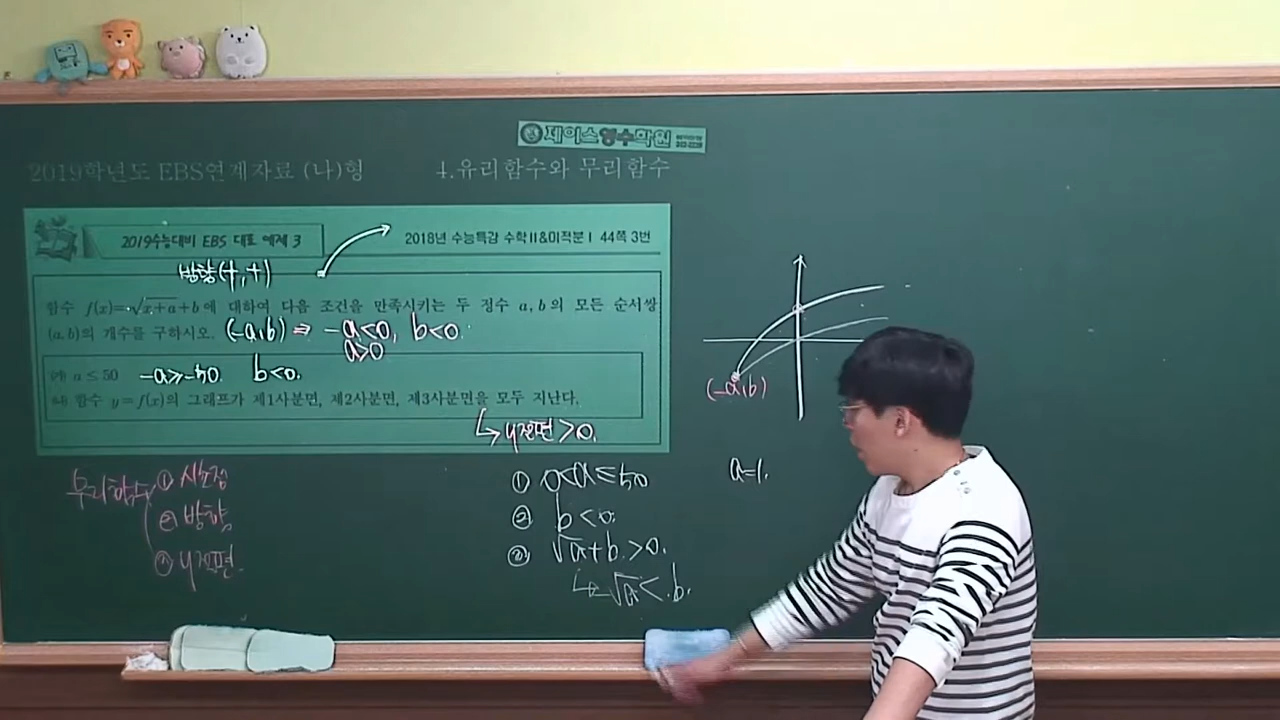 제이스영수학원
2019학년도 EBS연계자료 (나)형 4.유리함수와 무리함수
2019수능대비 EBS 대표 예제 3
2018년 수능특강 수학Ⅱ&미적분Ⅰ 44쪽 3번
방향(+,+)
함수 f(x)=√x+a+b에 대하여 다음 조건을 만족시키는 두 정수 a, b의 모든 순서쌍
(a, b)의 개수를 구하시오. (-a,b) ⇒ -a<0, b<0.
a>0
(가) a≤50 -a≥-50. b<0.
(나) 함수 y=f(x)의 그래프가 제1사분면, 제2사분면, 제3사분면을 모두 지난다.
↳ y절편>0.
무리함수 ① 시작점
② 방향
③ y절편.
① 0<a≤50
② b<0.
③ √a+b>0.
↳ -√a<b.
(-a,b)
a=1.